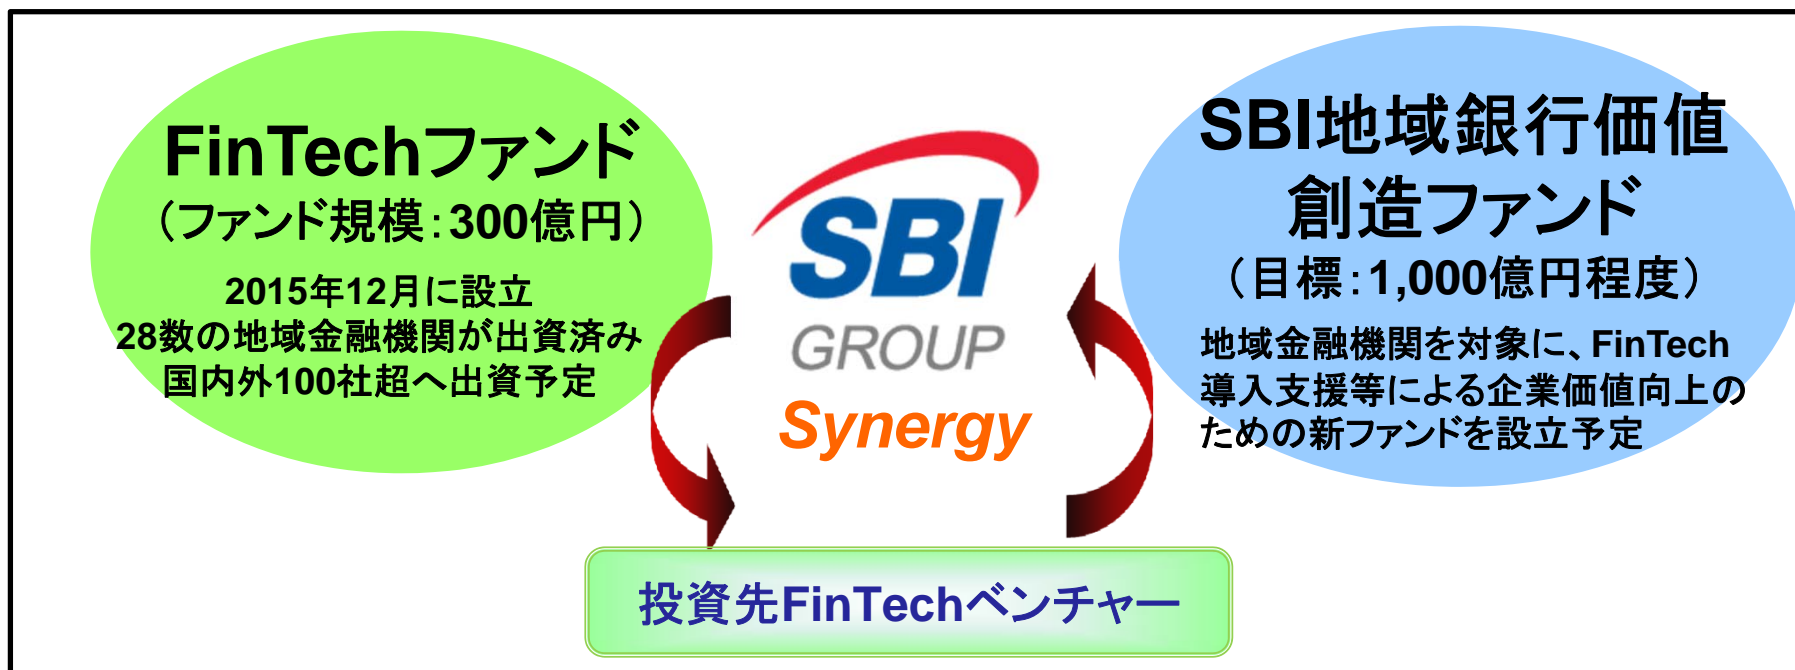 FinTechファンド
（ファンド規模：300億円）
2015年12月に設立
28数の地域金融機関が出資済み
国内外100社超へ出資予定
SBI
GROUP
Synergy
SBI地域銀行価値
創造ファンド
（目標：1,000億円程度）
地域金融機関を対象に、FinTech
導入支援等による企業価値向上の
ための新ファンドを設立予定
投資先FinTechベンチャー